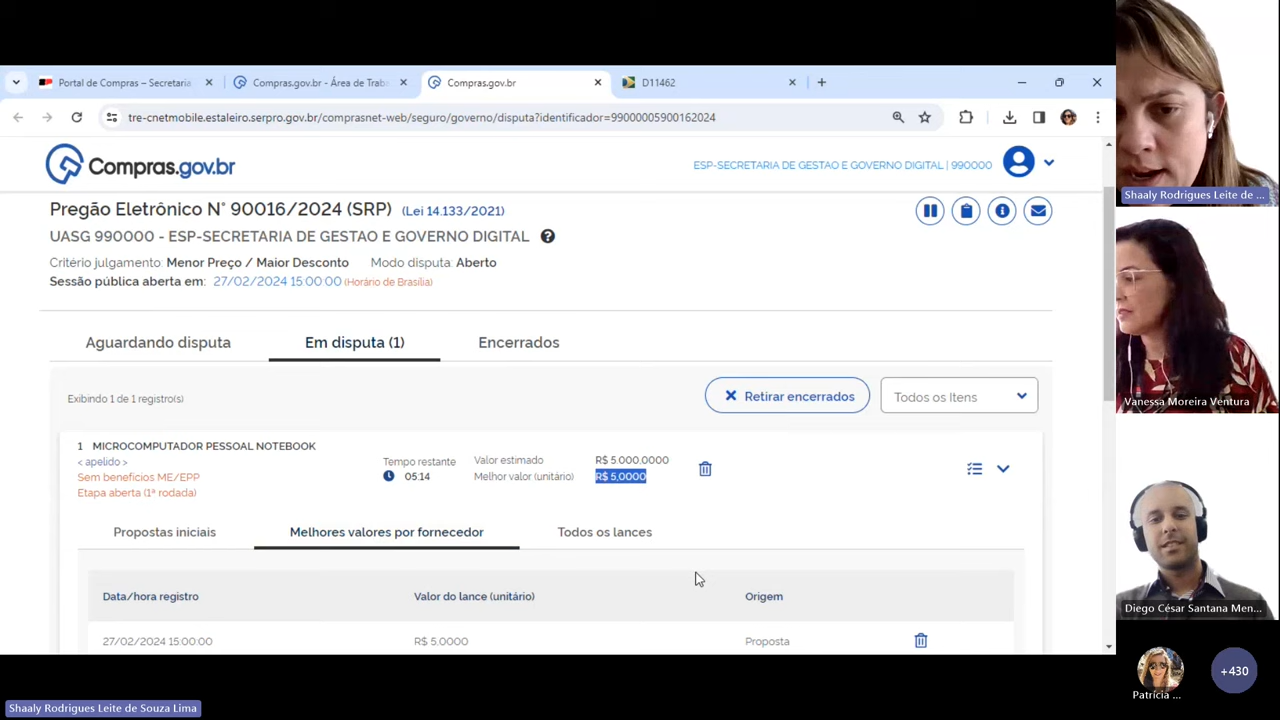 Portal de Compras – Secretaria
Compras.gov.br - Área de Trab
Compras.gov.br
D11462
tre-cnetmobile.estaleiro.serpro.gov.br/comprasnet-web/seguro/governo/disputa?identificador=99000005900162024
Compras.gov.br
ESP-SECRETARIA DE GESTAO E GOVERNO DIGITAL | 990000
Pregão Eletrônico N° 90016/2024 (SRP) (Lei 14.133/2021)
UASG 990000 - ESP-SECRETARIA DE GESTAO E GOVERNO DIGITAL
Critério julgamento: Menor Preço / Maior Desconto Modo disputa: Aberto
Sessão pública aberta em: 27/02/2024 15:00:00 (Horário de Brasília)
Aguardando disputa Em disputa (1) Encerrados
Exibindo 1 de 1 registro(s)
Retirar encerrados
Todos os Itens
1 MICROCOMPUTADOR PESSOAL NOTEBOOK
< apelido >
Sem benefícios ME/EPP
Etapa aberta (1ª rodada)
Tempo restante
05:14
Valor estimado R$ 5.000,0000
Melhor valor (unitário) R$ 5,0000
Propostas iniciais Melhores valores por fornecedor Todos os lances
Data/hora registro Valor do lance (unitário) Origem
27/02/2024 15:00:00 R$ 5,0000 Proposta
Shaaly Rodrigues Leite de ...
Vanessa Moreira Ventura
Diego César Santana Men...
Patrícia ...
+430
Shaaly Rodrigues Leite de Souza Lima